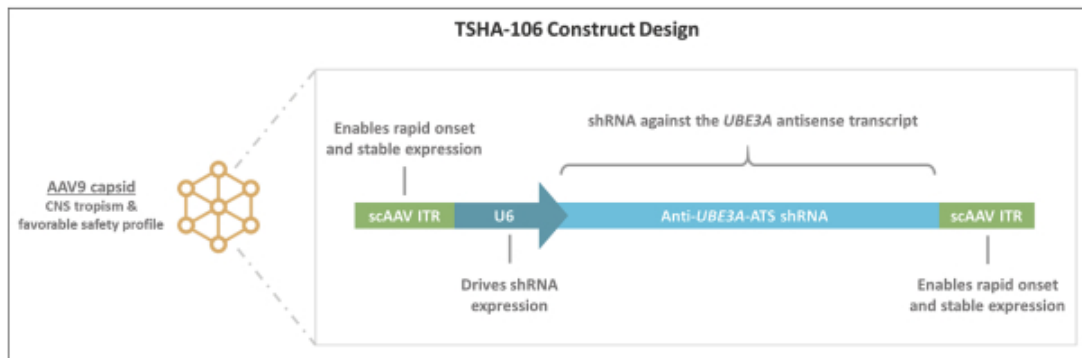 TSHA-106 Construct Design
Enables rapid onset
and stable expression
shRNA against the UBE3A antisense transcript
AAV9 capsid
CNS tropism &
favorable safety profile
scAAV ITR
U6
Anti-UBE3A-ATS shRNA
scAAV ITR
Drives shRNA
expression
Enables rapid onset
and stable expression